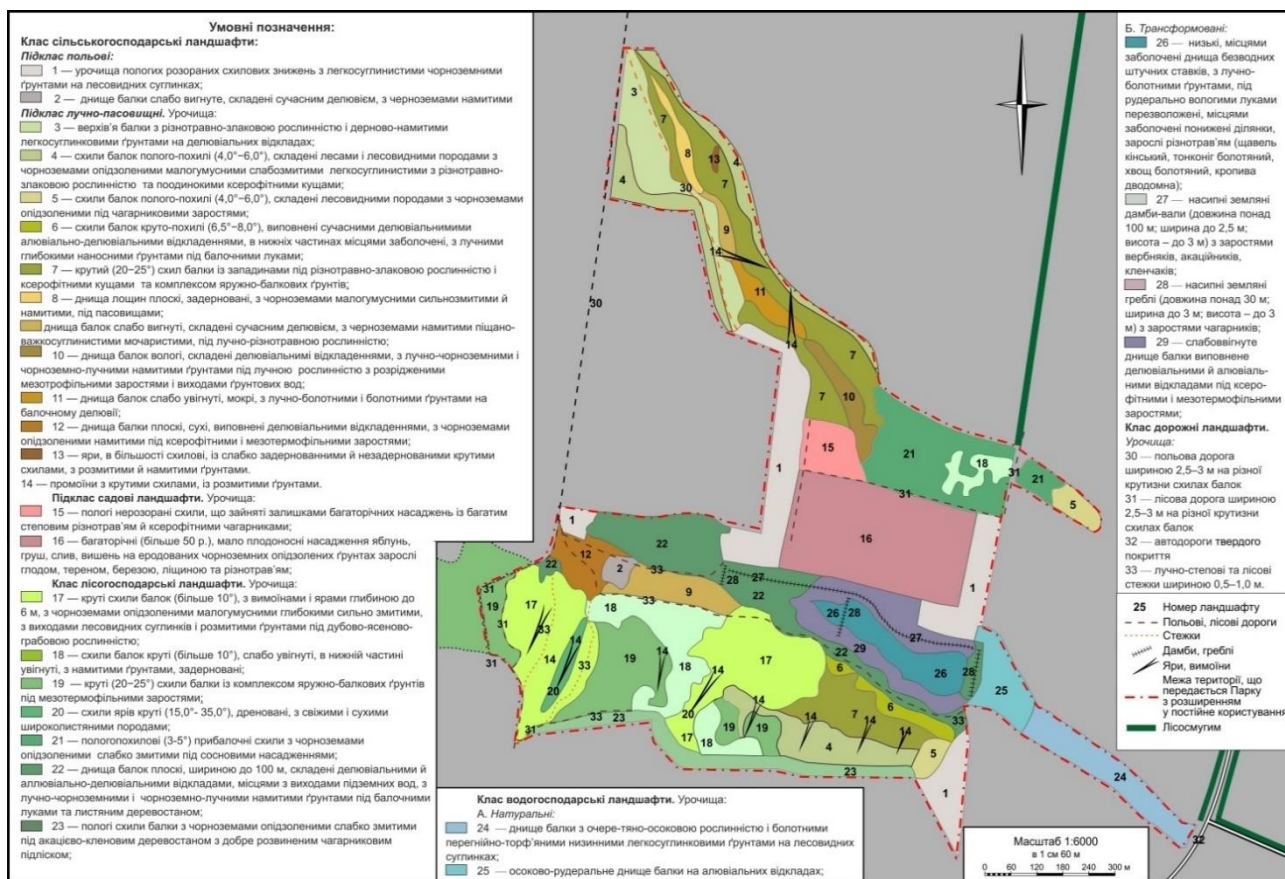 Умовні позначення:
Клас сільськогосподарські ландшафти:
Підклас польові:
1 — урочища пологих розораних схилових знижень з легкосуглинистими чорноземними
ґрунтами на лесовидних суглинках;
2 — днище балки слабо вигнуте, складені сучасним делювієм, з черноземами намитими
Підклас лучно-пасовищні. Урочища:
3 — верхів'я балки з різнотравно-злаковою рослинністю і дерново-намитими
легкосуглинковими ґрунтами на делювіальних відкладах;
4 — схили балок полого-похилі (4,0°−6,0°), складені лесами и лесовидними породами з
чорноземами опідзоленими малогумусними слабозмитими легкосуглинистими з різнотравно-
злаковою рослинністю та поодинокими ксерофітними кущами;
5 — схили балок полого-похилі (4,0°−6,0°), складені лесовидними породами з чорноземами
опідзоленими під чагарниковими заростями;
6 — схили балок круто-похилі (6,5°−8,0°), виповнені сучасними делювіальними
алювіально-делювіальними відкладеннями, в нижніх частинах місцями заболочені, з лучними
глибокими наносними ґрунтами під балочними луками;
7 — крутий (20−25°) схил балки із западинами під різнотравно-злаковою рослинністю і
ксерофітними кущами та комплексом яружно-балкових ґрунтів;
8 — днища лощин плоскі, задерновані, з чорноземами малогумусними сильнозмитими й
намитими, під пасовищами;
днища балок слабо вигнуті, складені сучасним делювієм, з черноземами намитими піщано-
важкосуглинистими мочаристими, під лучно-різнотравною рослинністю;
10 — днища балок вологі, складені делювіальними відкладеннями, з лучно-чорноземними і
чорноземно-лучними намитими ґрунтами під лучною рослинністю з розрідженими
мезотрофільними заростями і виходами ґрунтових вод;
11 — днища балок слабо увігнуті, мокрі, з лучно-болотними і болотними ґрунтами на
балочному делювії;
12 — днища балки плоскі, сухі, виповнені делювіальними відкладеннями, з чорноземами
опідзоленими намитими під ксерофітними і мезотермофільними заростями;
13 — яри, в більшості схилові, із слабко задернованними й незадернованними крутими
схилами, з розмитими й намитими ґрунтами.
14 — промоїни з крутими схилами, із розмитими ґрунтами.
Підклас садові ландшафти. Урочища:
15 — пологі нерозорані схили, що зайняті залишками багаторічних насаджень із багатим
степовим різнотрав'ям й ксерофітними чагарниками;
16 — багаторічні (більше 50 р.), мало плодоносні насадження яблунь,
груш, слив, вишень на еродованих чорноземних опідзолених ґрунтах зарослі
глодом, тереном, березою, ліщиною та різнотрав'ям;
Клас лісогосподарські ландшафти. Урочища:
17 — круті схили балок (більше 10°), з вимоїнами і ярами глибиною до
6 м, з чорноземами опідзоленими малогумусними глибокими сильно змитими,
з виходами лесовидних суглинків і розмитими ґрунтами під дубово-ясеново-
грабовою рослинністю;
18 — схили балок круті (більше 10°), слабо увігнуті, в нижній частині
увігнуті, з намитими ґрунтами, задерновані;
19 — круті (20−25°) схили балки із комплексом яружно-балкових ґрунтів
під мезотермофільними заростями;
20 — схили ярів круті (15,0°- 35,0°), дреновані, з свіжими и сухими
широколистяними породами;
21 — пологопохилові (3-5°) прибалочні схили з чорноземами
опідзоленими слабко змитими під сосновими насадженнями;
22 — днища балок плоскі, шириною до 100 м, складені делювіальними й
аллювіально-делювіальними відкладами, місцями з виходами підземних вод, з
лучно-чорноземними і чорноземно-лучними намитими ґрунтами під балочними
луками та листяним деревостаном;
23 — пологі схили балки з чорноземами опідзоленими слабко змитими
під акацієво-кленовим деревостаном з добре розвиненим чагарниковим
підліском;
Клас водогосподарські ландшафти. Урочища:
А. Натуральні:
24 — днище балки з очере-тяно-осоковою рослинністю і болотними
перегнійно-торф'яними низинними легкосуглинковими ґрунтами на лесовидних
суглинках;
25 — осоково-рудеральне днище балки на алювіальних відкладах;
Б. Трансформовані:
26 — низькі, місцями
заболочені днища безводних
штучних ставків, з лучно-
болотними ґрунтами, під
рудерально вологими луками
перезволожені, місцями
заболочені понижені ділянки,
зарослі різнотрав'ям (щавель
кінський, тонконіг болотяний,
хвощ болотяний, кропива
дводомна);
27 — насипні земляні
дамби-вали (довжина понад
100 м; ширина до 2,5 м;
висота – до 3 м) з заростями
вербняків, акаційників,
кленчаків;
28 — насипні земляні
греблі (довжина понад 30 м;
ширина до 3 м; висота – до 3
м) з заростями чагарників;
29 — слабоввігнуте
днище балки виповнене
делювіальними й алювіаль-
ними відкладами під ксеро-
фітними і мезотермофільними
заростями;
Клас дорожні ландшафти.
Урочища:
30 — польова дорога
шириною 2,5–3 м на різної
крутизни схилах балок
31 — лісова дорога шириною
2,5–3 м на різної крутизни
схилах балок
32 — автодороги твердого
покриття
33 — лучно-степові та лісові
стежки шириною 0,5–1,0 м.
25 Номер ландшафту
Польові, лісові дороги
Стежки
Дамби, греблі
Яри, вимоїни
Межа території, що
передається Парку
з розширенням
у постійне користування
Лісосмугим
Масштаб 1:6000
в 1 см 60 м
0 60 120 180 240 300 м